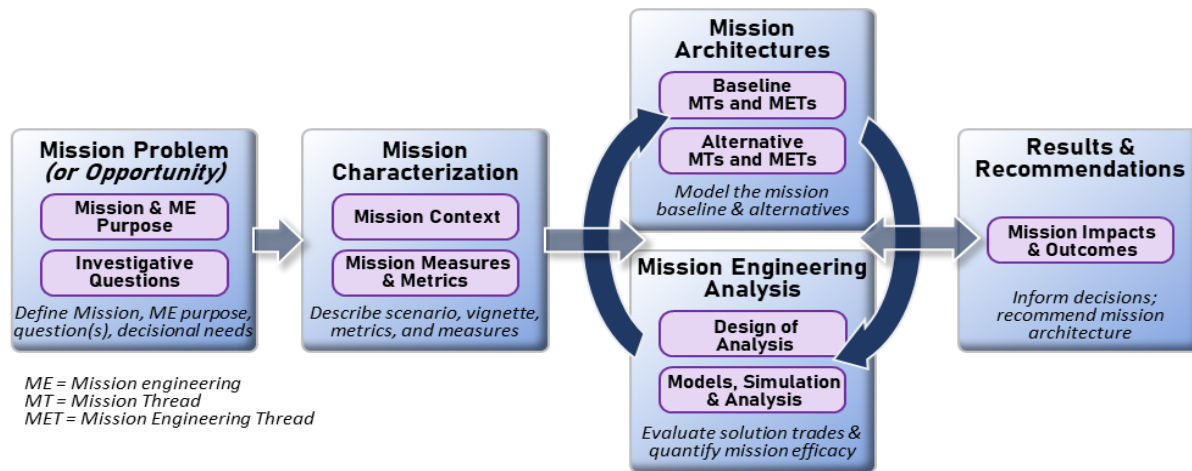 Mission Problem
(or Opportunity)
Mission & ME
Purpose
Investigative
Questions
Define Mission, ME purpose,
question(s), decisional needs
Mission
Characterization
Mission Context
Mission Measures
& Metrics
Describe scenario, vignette,
metrics, and measures
Mission
Architectures
Baseline
MTs and METs
Alternative
MTs and METs
Model the mission
baseline & alternatives
Mission Engineering
Analysis
Design of
Analysis
Models, Simulation
& Analysis
Evaluate solution trades &
quantify mission efficacy
Results &
Recommendations
Mission Impacts
& Outcomes
Inform decisions;
recommend mission
architecture
ME = Mission engineering
MT = Mission Thread
MET = Mission Engineering Thread